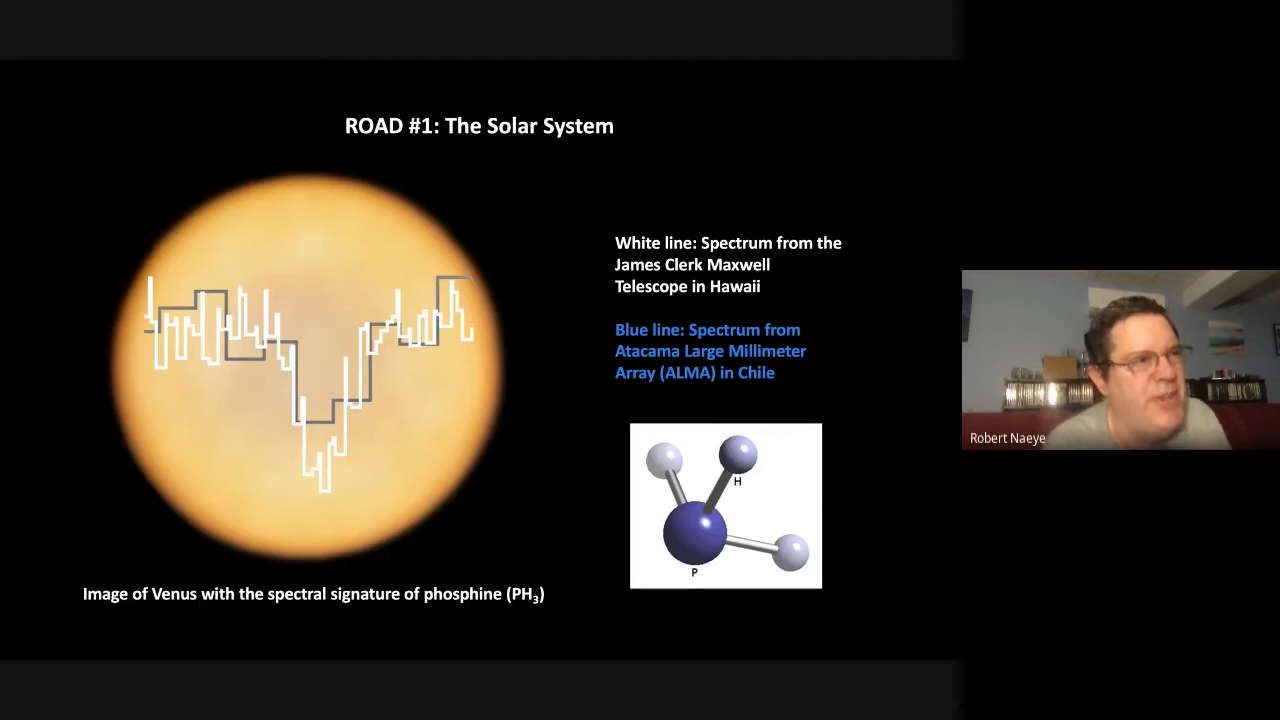 ROAD #1: The Solar System
White line: Spectrum from the
James Clerk Maxwell
Telescope in Hawaii
Blue line: Spectrum from
Atacama Large Millimeter
Array (ALMA) in Chile
H
P
Image of Venus with the spectral signature of phosphine (PH₃)
Robert Naeye